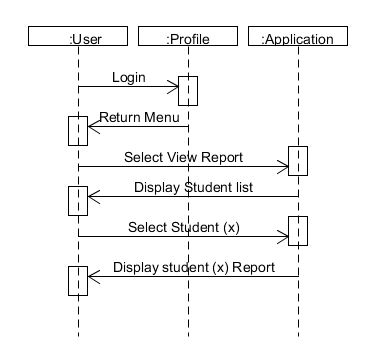 :User
:Profile
:Application
Login
Return Menu
Select View Report
Display Student list
Select Student (x)
Display student (x) Report